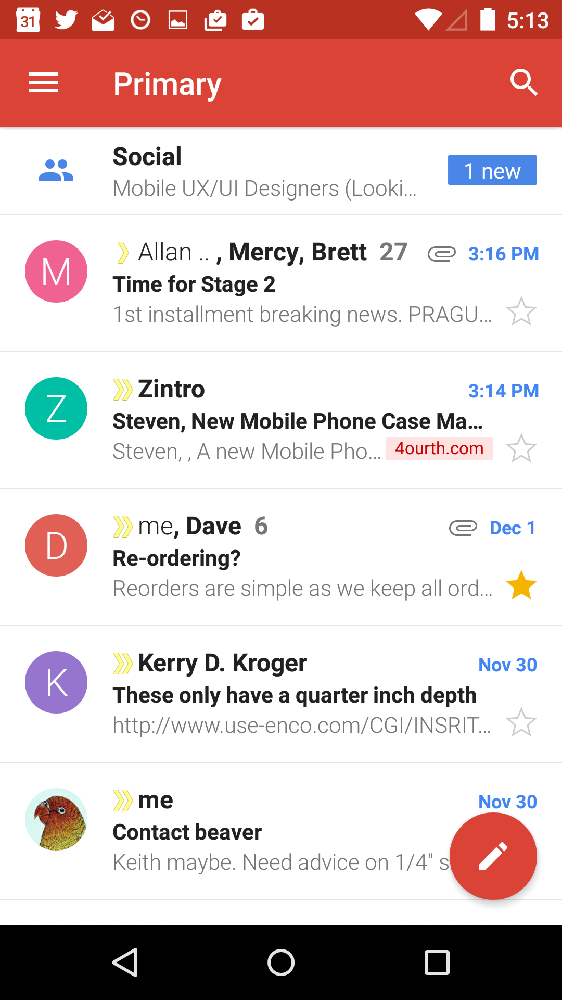 31 5:13
Primary
Social
1 new
Mobile UX/UI Designers (Looki...
M
Allan .. , Mercy, Brett 27 3:16 PM
Time for Stage 2
1st installment breaking news. PRAGU...
Z
Zintro 3:14 PM
Steven, New Mobile Phone Case Ma...
Steven, , A new Mobile Pho... 4ourth.com
D
me, Dave 6 Dec 1
Re-ordering?
Reorders are simple as we keep all ord...
K
Kerry D. Kroger Nov 30
These only have a quarter inch depth
http://www.use-enco.com/CGI/INSRIT...
me Nov 30
Contact beaver
Keith maybe. Need advice on 1/4" s